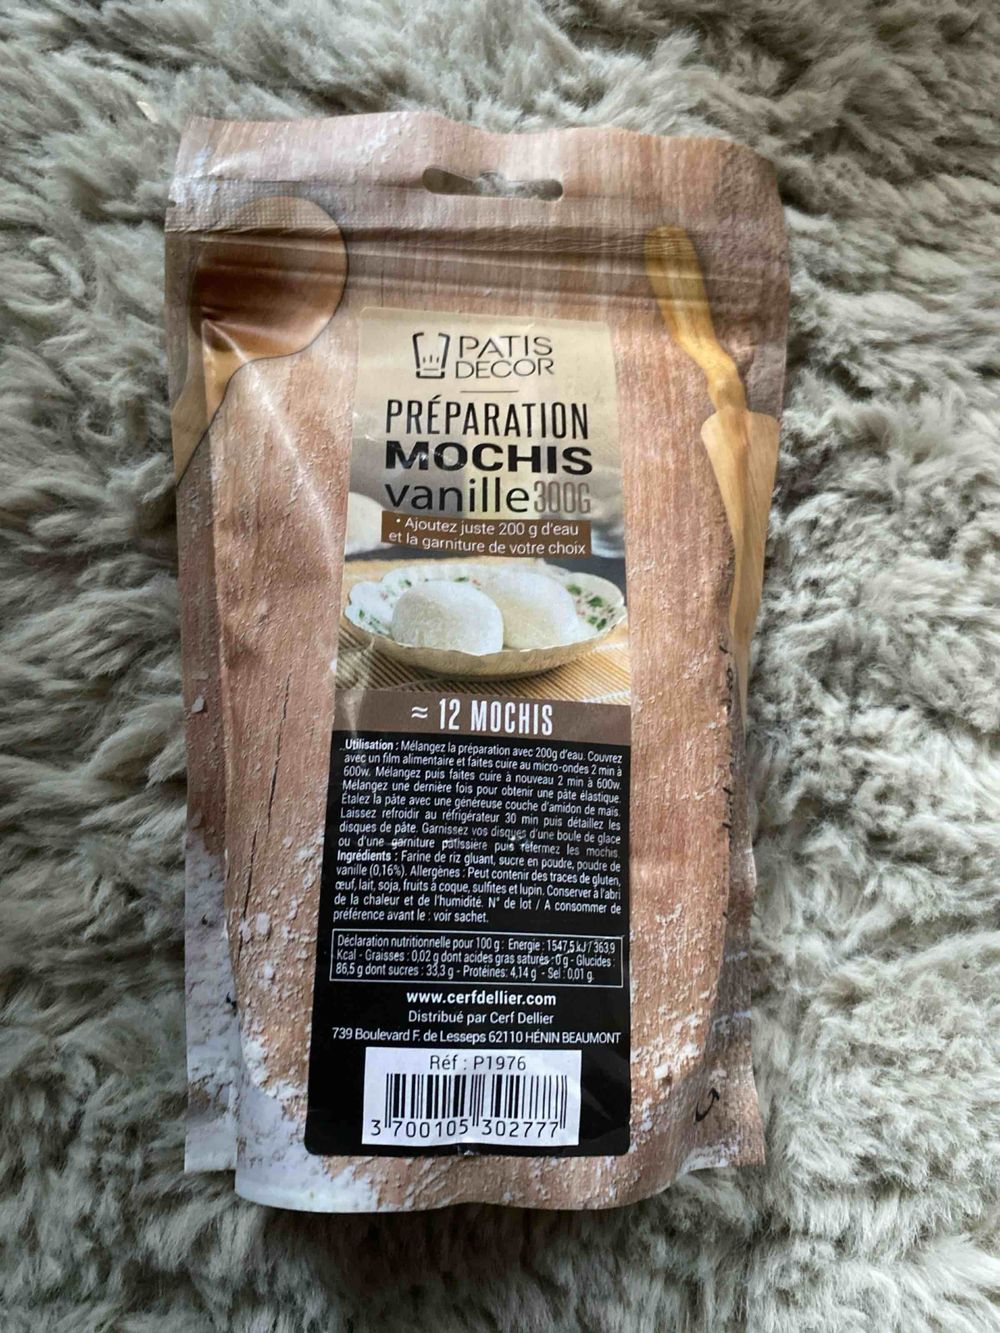 PATIS
DECOR
PRÉPARATION
MOCHIS
vanille 300G
* Ajoutez juste 200 g d'eau
et la garniture de votre choix
≈ 12 MOCHIS
Utilisation : Mélangez la préparation avec 200g d'eau. Couvrez
avec un film alimentaire et faites cuire au micro-ondes 2 min à
600w. Mélangez puis faites cuire à nouveau 2 min à 600w.
Mélangez une dernière fois pour obtenir une pâte élastique.
Étalez la pâte avec une généreuse couche d'amidon de maïs.
Laissez refroidir au réfrigérateur 30 min puis détaillez les
disques de pâte. Garnissez vos disques d'une boule de glace
ou d'une garniture pâtissière puis refermez les mochis.
Ingrédients : Farine de riz gluant, sucre en poudre, poudre de
vanille (0,16%). Allergènes : Peut contenir des traces de gluten,
œuf, lait, soja, fruits à coque, sulfites et lupin. Conserver à l'abri
de la chaleur et de l'humidité. N° de lot / A consommer de
préférence avant le : voir sachet.
Déclaration nutritionnelle pour 100 g : Energie : 1547,5 kJ / 363,9
Kcal - Graisses : 0,02 g dont acides gras saturés : 0 g - Glucides :
86,5 g dont sucres : 33,3 g - Protéines: 4,14 g - Sel : 0,01 g.
www.cerfdellier.com
Distribué par Cerf Dellier
739 Boulevard F. de Lesseps 62110 HÉNIN BEAUMONT
Réf : P1976
3 700105 302777